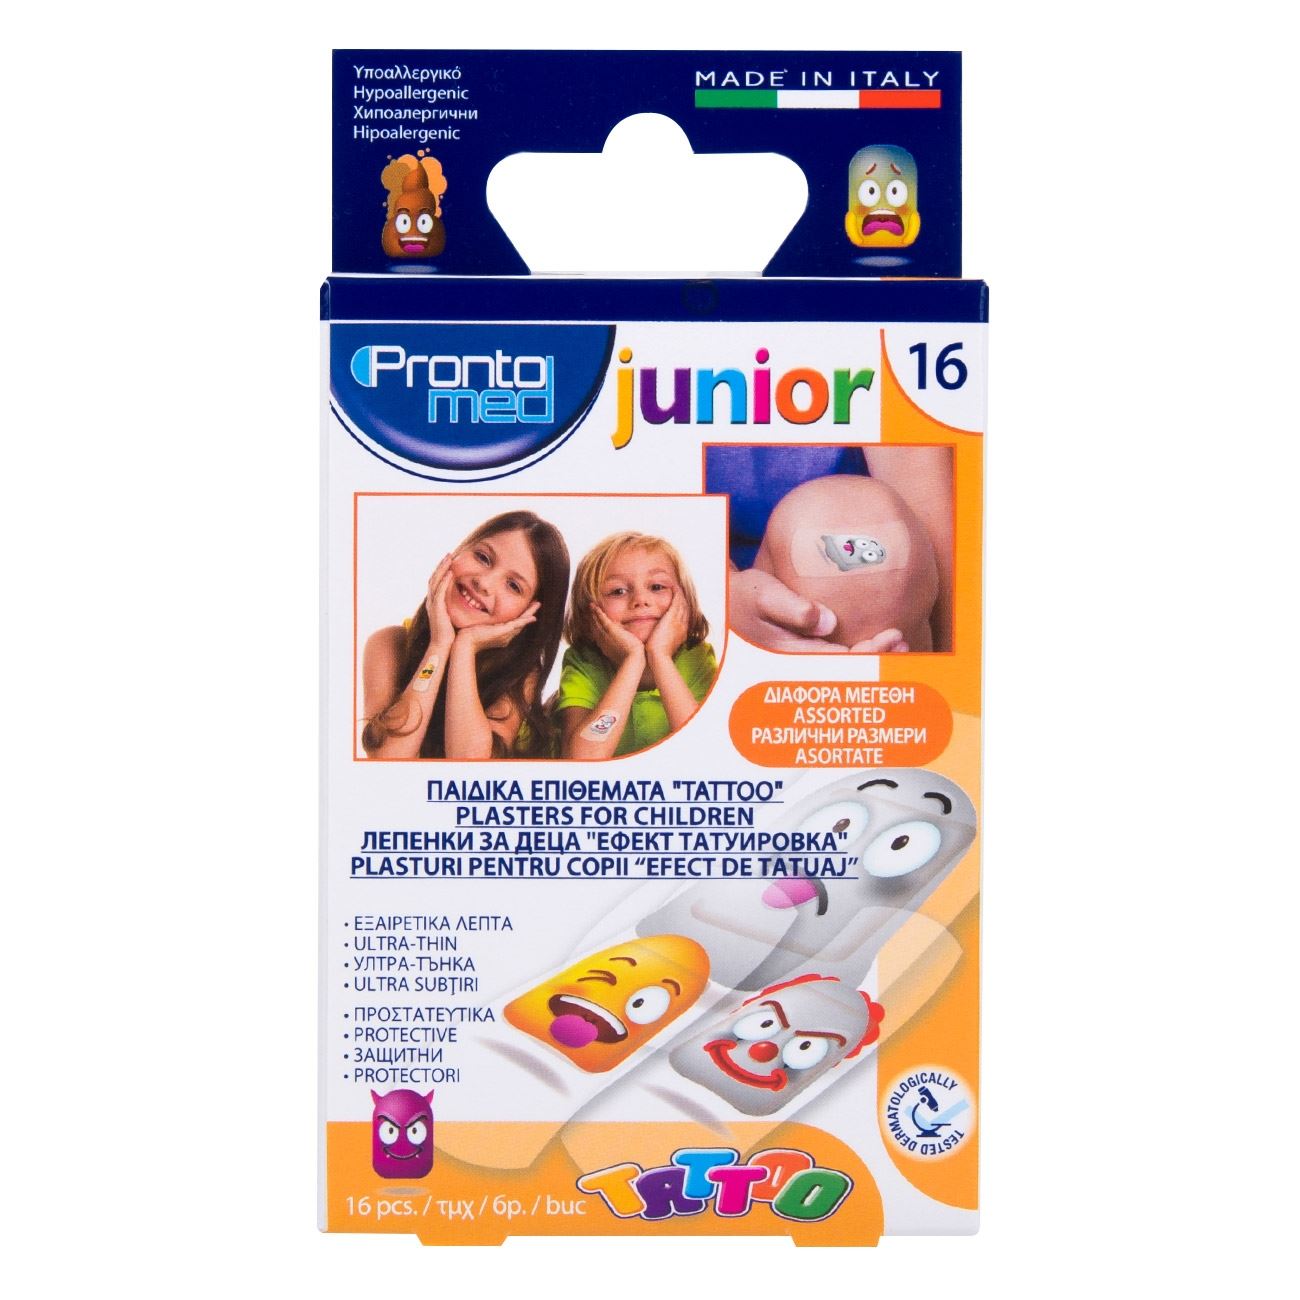 Υποαλλεργικό
Hypoallergenic
Хипоалергични
Hipoalergenic
MADE IN ITALY
Pronto
med
junior
16
ΔΙΑΦΟΡΑ ΜΕΓΕΘΗ
ASSORTED
РАЗЛИЧНИ РАЗМЕРИ
ASORTATE
ΠΑΙΔΙΚΑ ΕΠΙΘΕΜΑΤΑ "TATTOO"
PLASTERS FOR CHILDREN
ЛЕПЕНКИ ЗА ДЕЦА "ЕФЕКТ ТАТУИРОВКА"
PLASTURI PENTRU COPII “EFECT DE TATUAJ”
• ΕΞΑΙΡΕΤΙΚΑ ΛΕΠΤΑ
• ULTRA-THIN
• УЛТРА-ТЪНКА
• ULTRA SUBŢIRI
• ΠΡΟΣΤΑΤΕΥΤΙΚΑ
• PROTECTIVE
• ЗАЩИТНИ
• PROTECTORI
DERMATOLOGICALLY
TESTED
TATTOO
16 pcs. / τμχ / бр. / buc